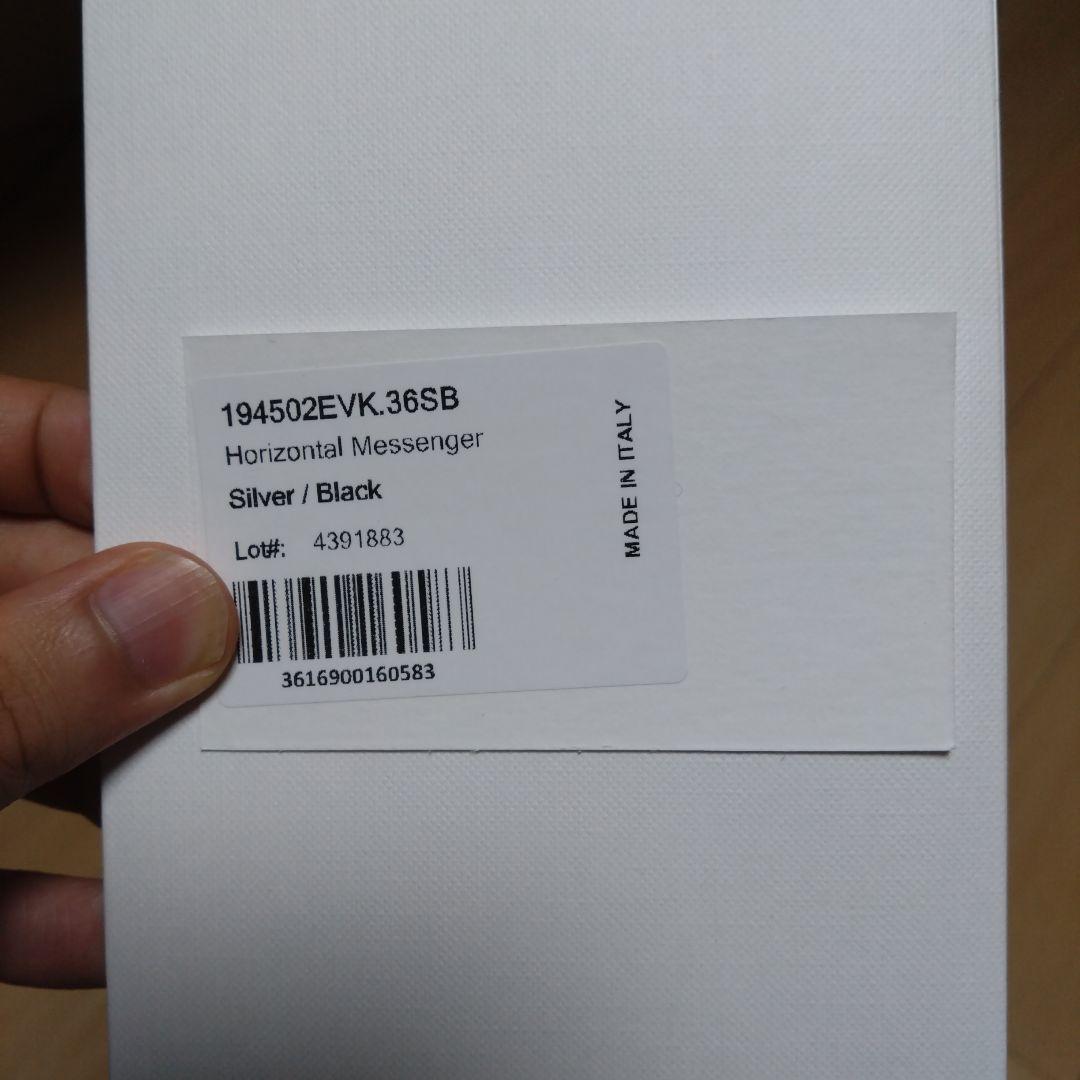 194502EVK.36SB
Horizontal Messenger
Silver / Black
Lot#: 4391883
3616900160583
MADE IN ITALY